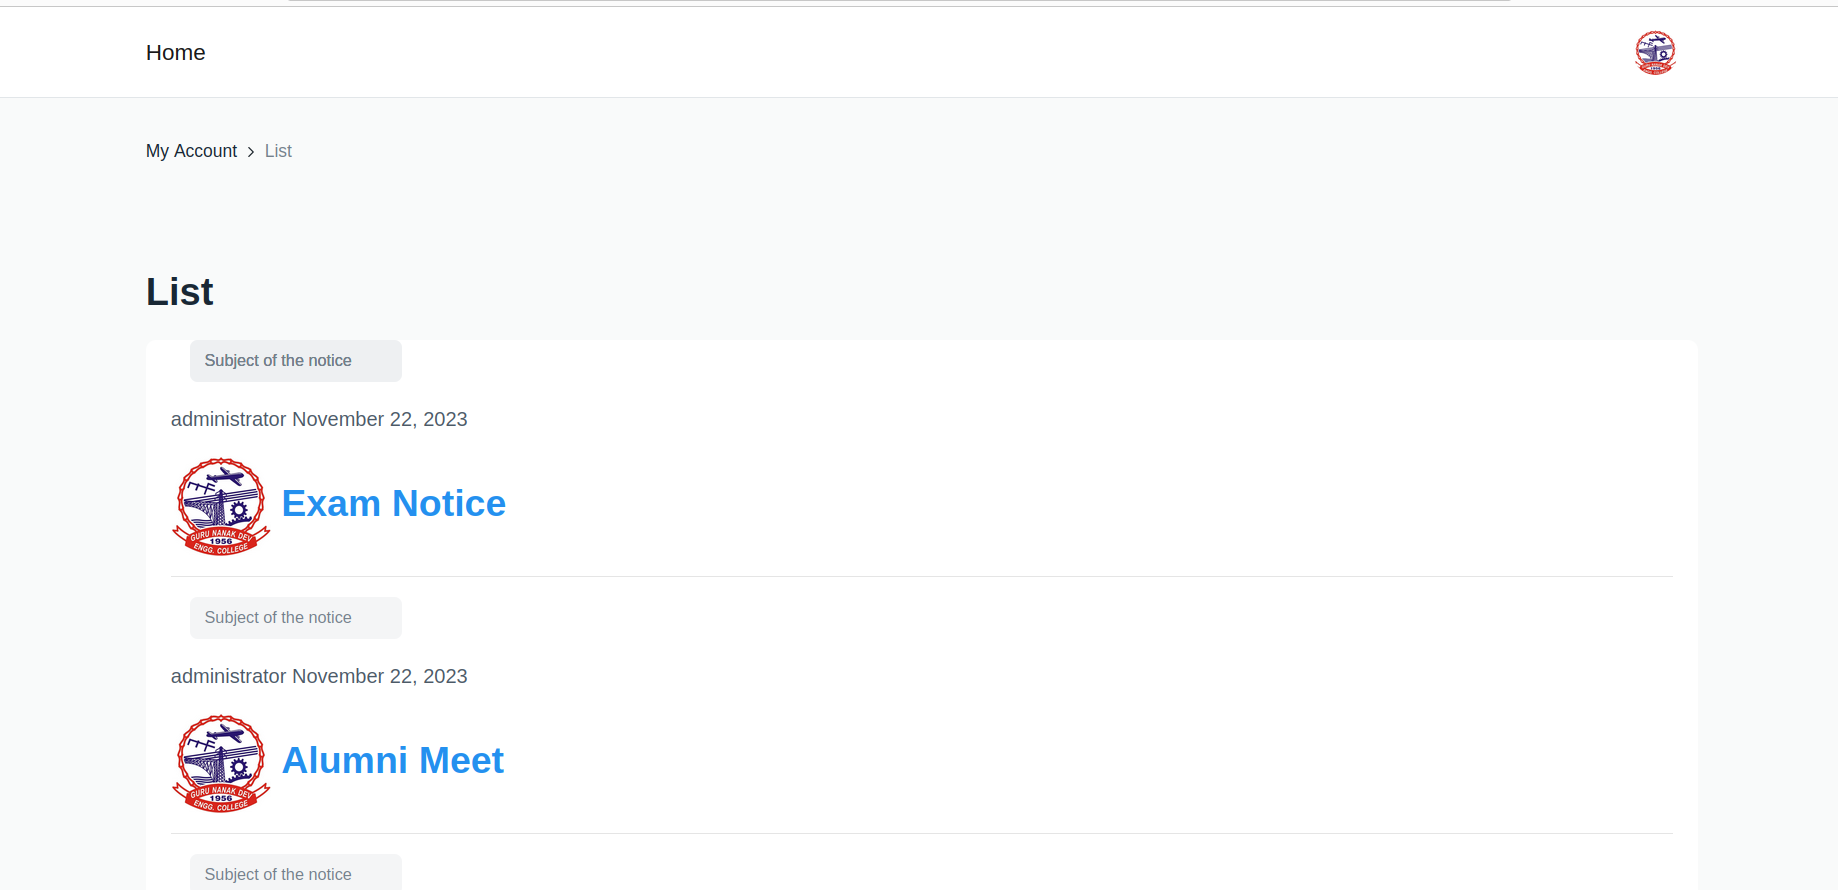 Home
My Account > List
List
Subject of the notice
administrator November 22, 2023
GURU NANAK DEV
1956
ENGG. COLLEGE
Exam Notice
Subject of the notice
administrator November 22, 2023
GURU NANAK DEV
1956
ENGG. COLLEGE
Alumni Meet
Subject of the notice